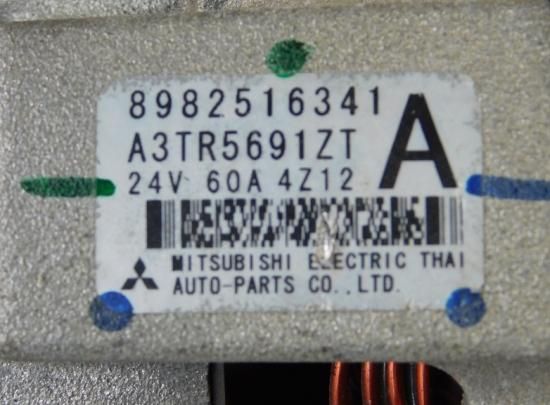 8982516341
A3TR5691ZT
A
24V 60A 4Z12
MITSUBISHI ELECTRIC THAI
AUTO-PARTS CO.,LTD.